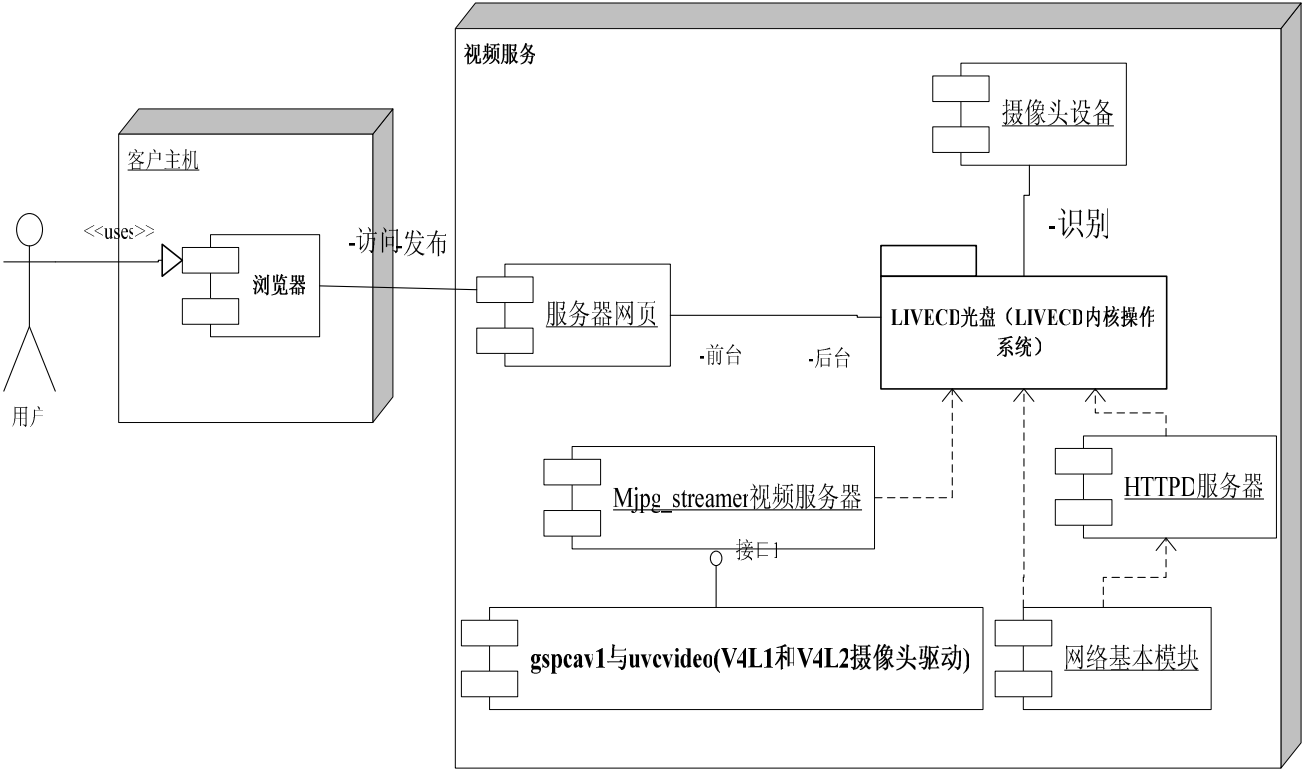 视频服务
摄像头设备
客户主机
<<uses>>
-访问
-发布
-识别
浏览器
服务器网页
LIVECD光盘（LIVECD内核操作
系统）
-前台
-后台
用户
Mjpg_streamer视频服务器
HTTPD服务器
接口1
gspcav1与uvcvideo(V4L1和V4L2摄像头驱动)
网络基本模块